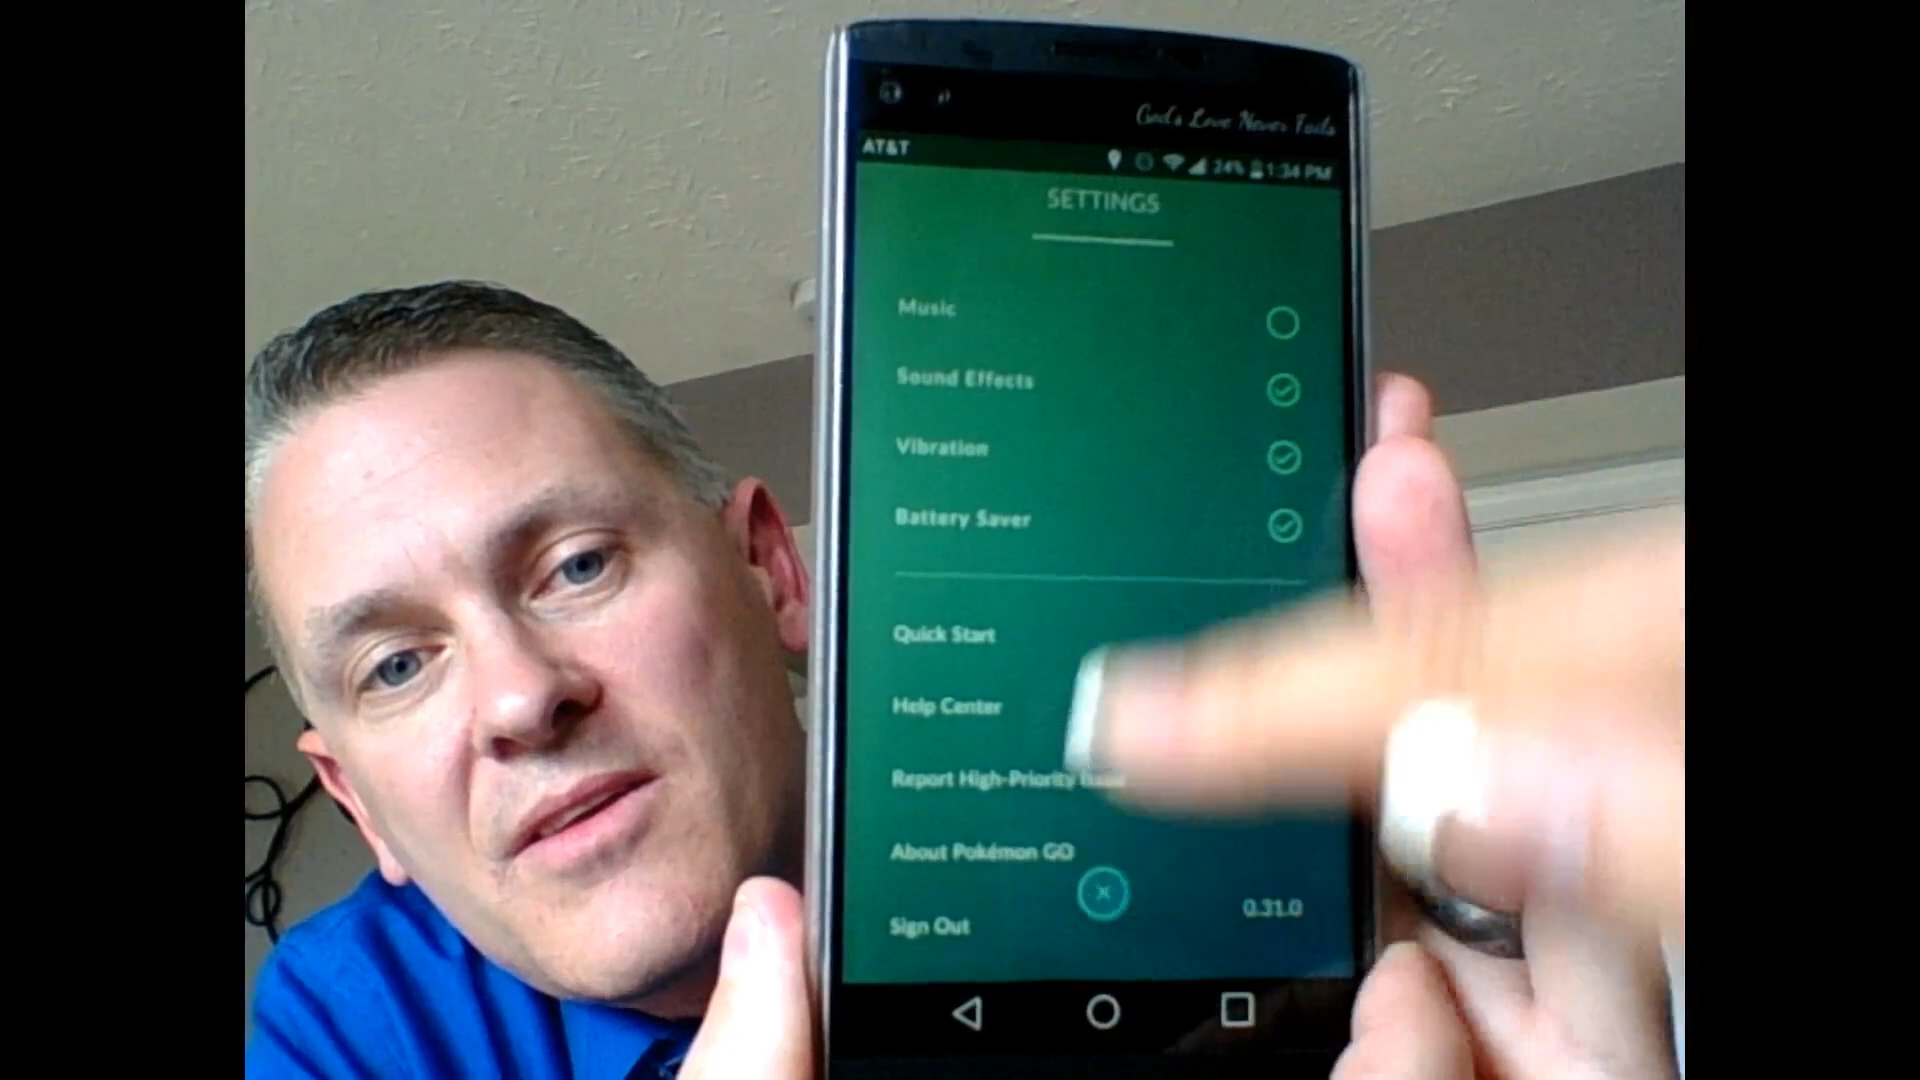 God's Love Never Fails
AT&T 24% 1:34 PM
SETTINGS
Music
Sound Effects
Vibration
Battery Saver
Quick Start
Help Center
Report High-Priority
About Pokémon GO
0.31.0
Sign Out